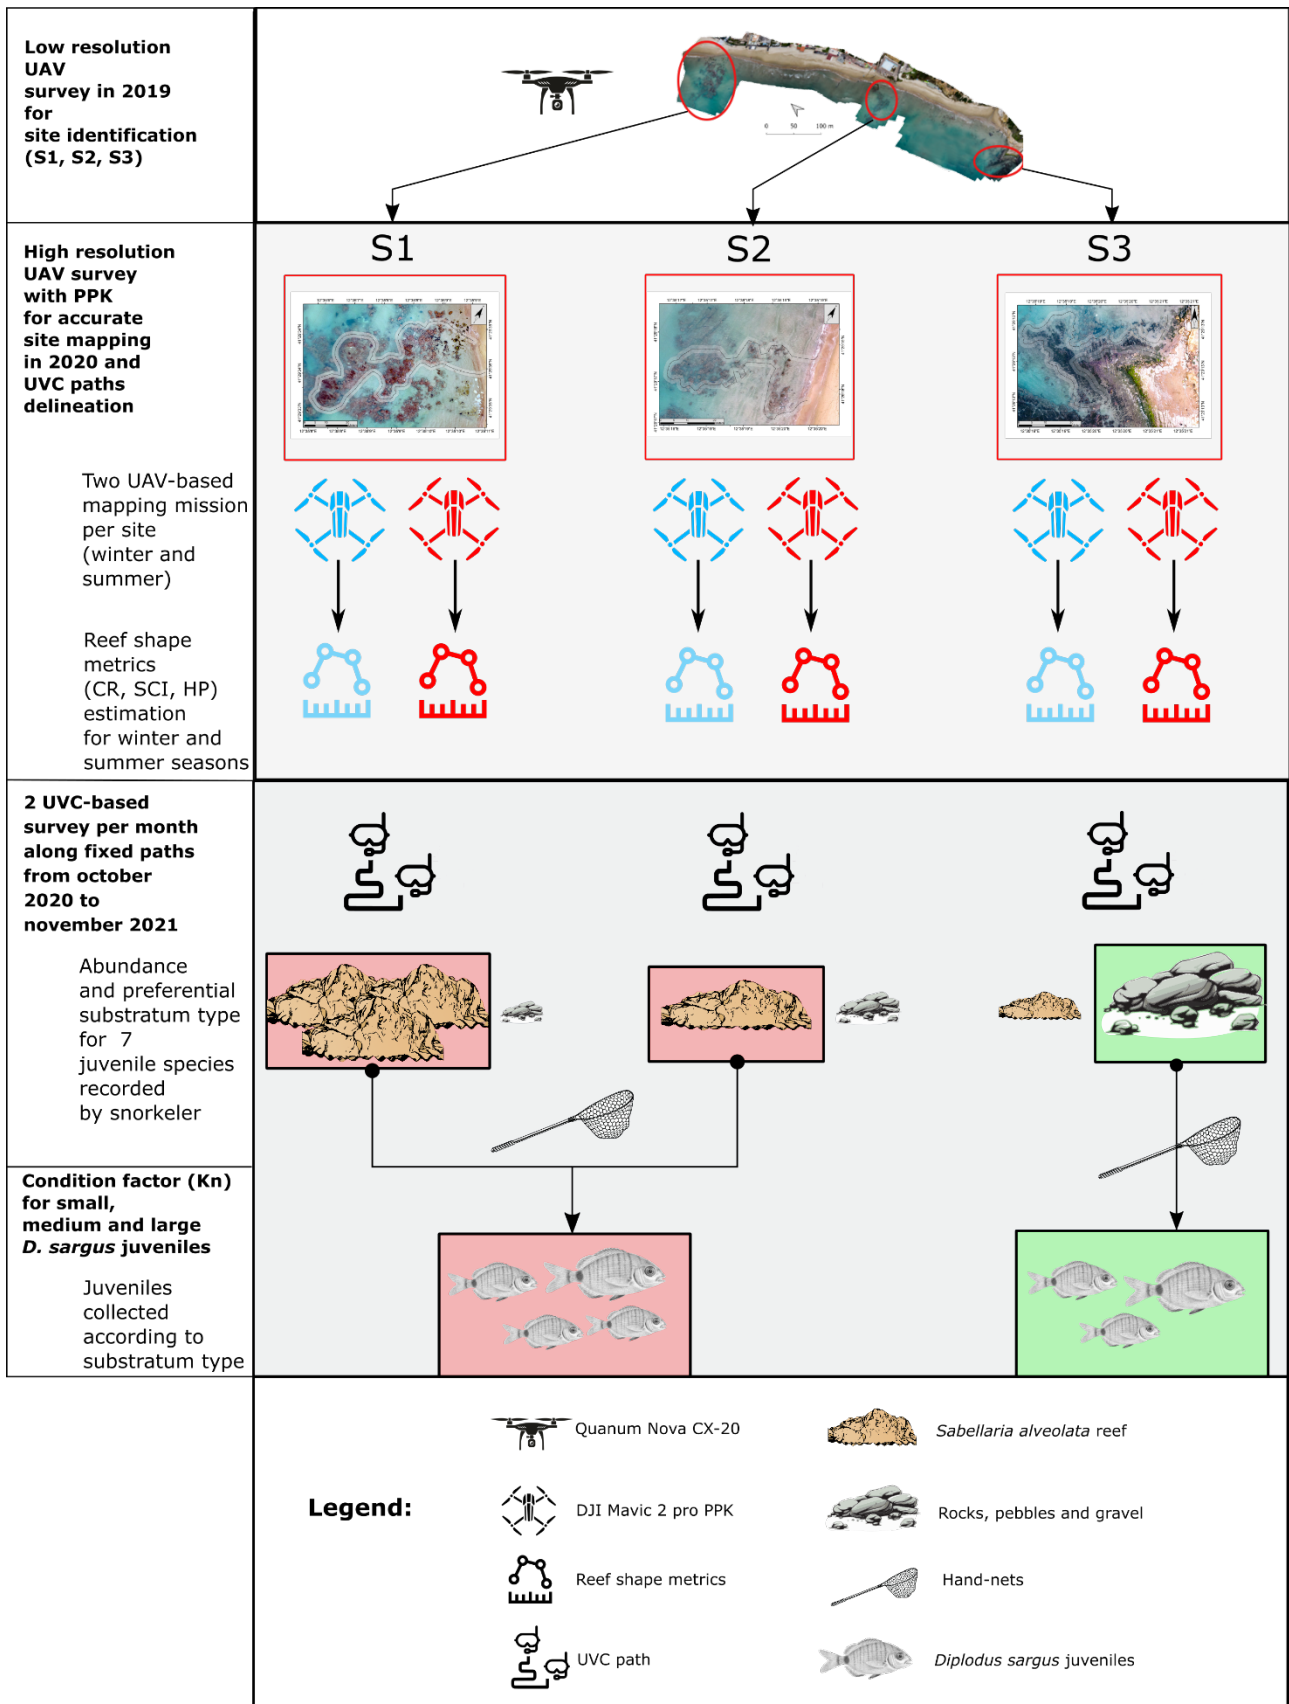 Low resolution
UAV
survey in 2019
for
site identification
(S1, S2, S3)
0 50 100 m
High resolution
UAV survey
with PPK
for accurate
site mapping
in 2020 and
UVC paths
delineation
S1
S2
S3
Two UAV-based
mapping mission
per site
(winter and
summer)
Reef shape
metrics
(CR, SCI, HP)
estimation
for winter and
summer seasons
2 UVC-based
survey per month
along fixed paths
from october
2020 to
november 2021
Abundance
and preferential
substratum type
for 7
juvenile species
recorded
by snorkeler
Condition factor (Kn)
for small,
medium and large
D. sargus juveniles
Juveniles
collected
according to
substratum type
Legend:
Quanum Nova CX-20
DJI Mavic 2 pro PPK
Reef shape metrics
UVC path
Sabellaria alveolata reef
Rocks, pebbles and gravel
Hand-nets
Diplodus sargus juveniles